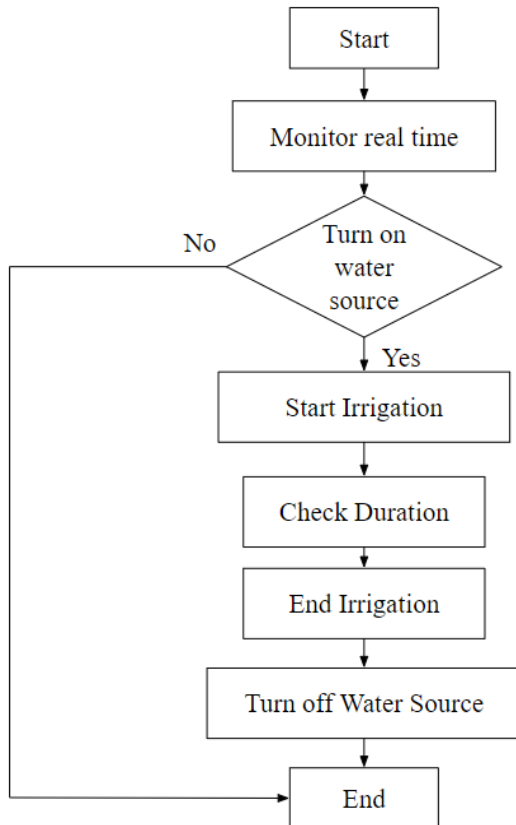 Start
Monitor real time
No
Turn on
water
source
Yes
Start Irrigation
Check Duration
End Irrigation
Turn off Water Source
End